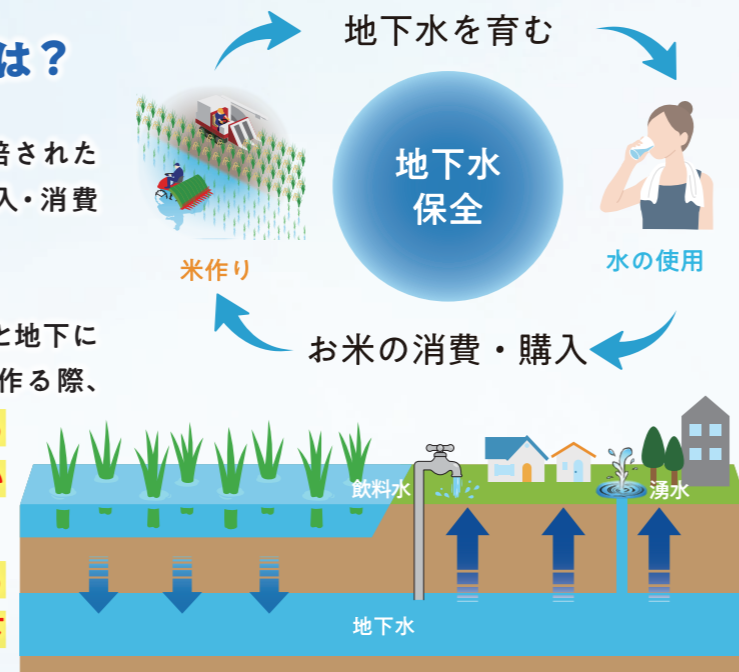 は？
培された
入・消費
と地下に
作る際、
地下水を育む
地下水
保全
米作り
水の使用
お米の消費・購入
飲料水
湧水
地下水